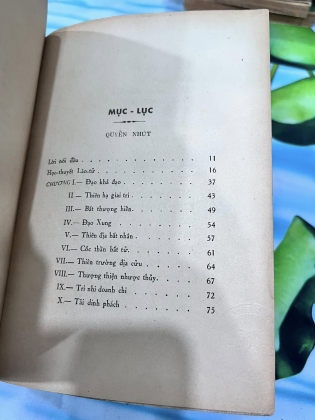 MỤC - LỤC
QUYỂN NHỨT
Lời nói đầu . . . . . . . . . 11
Học-thuyết Lão-tử . . . . . . . . 16
CHƯƠNG I.— Đạo khả đạo . . . . . . . 37
II.— Thiên hạ giai tri . . . . . . 43
III.— Bất thượng hiền . . . . . . 49
IV.— Đạo Xung . . . . . . . 54
V.— Thiên địa bất nhân . . . . . . 57
VI.— Cốc thần bất tử . . . . . . 61
VII.— Thiên trường địa cửu . . . . . 64
VIII.— Thượng thiện nhược thủy . . . . . 67
IX.— Trì nhi doanh chi . . . . . . 72
X.— Tải dinh phách . . . . . . 75